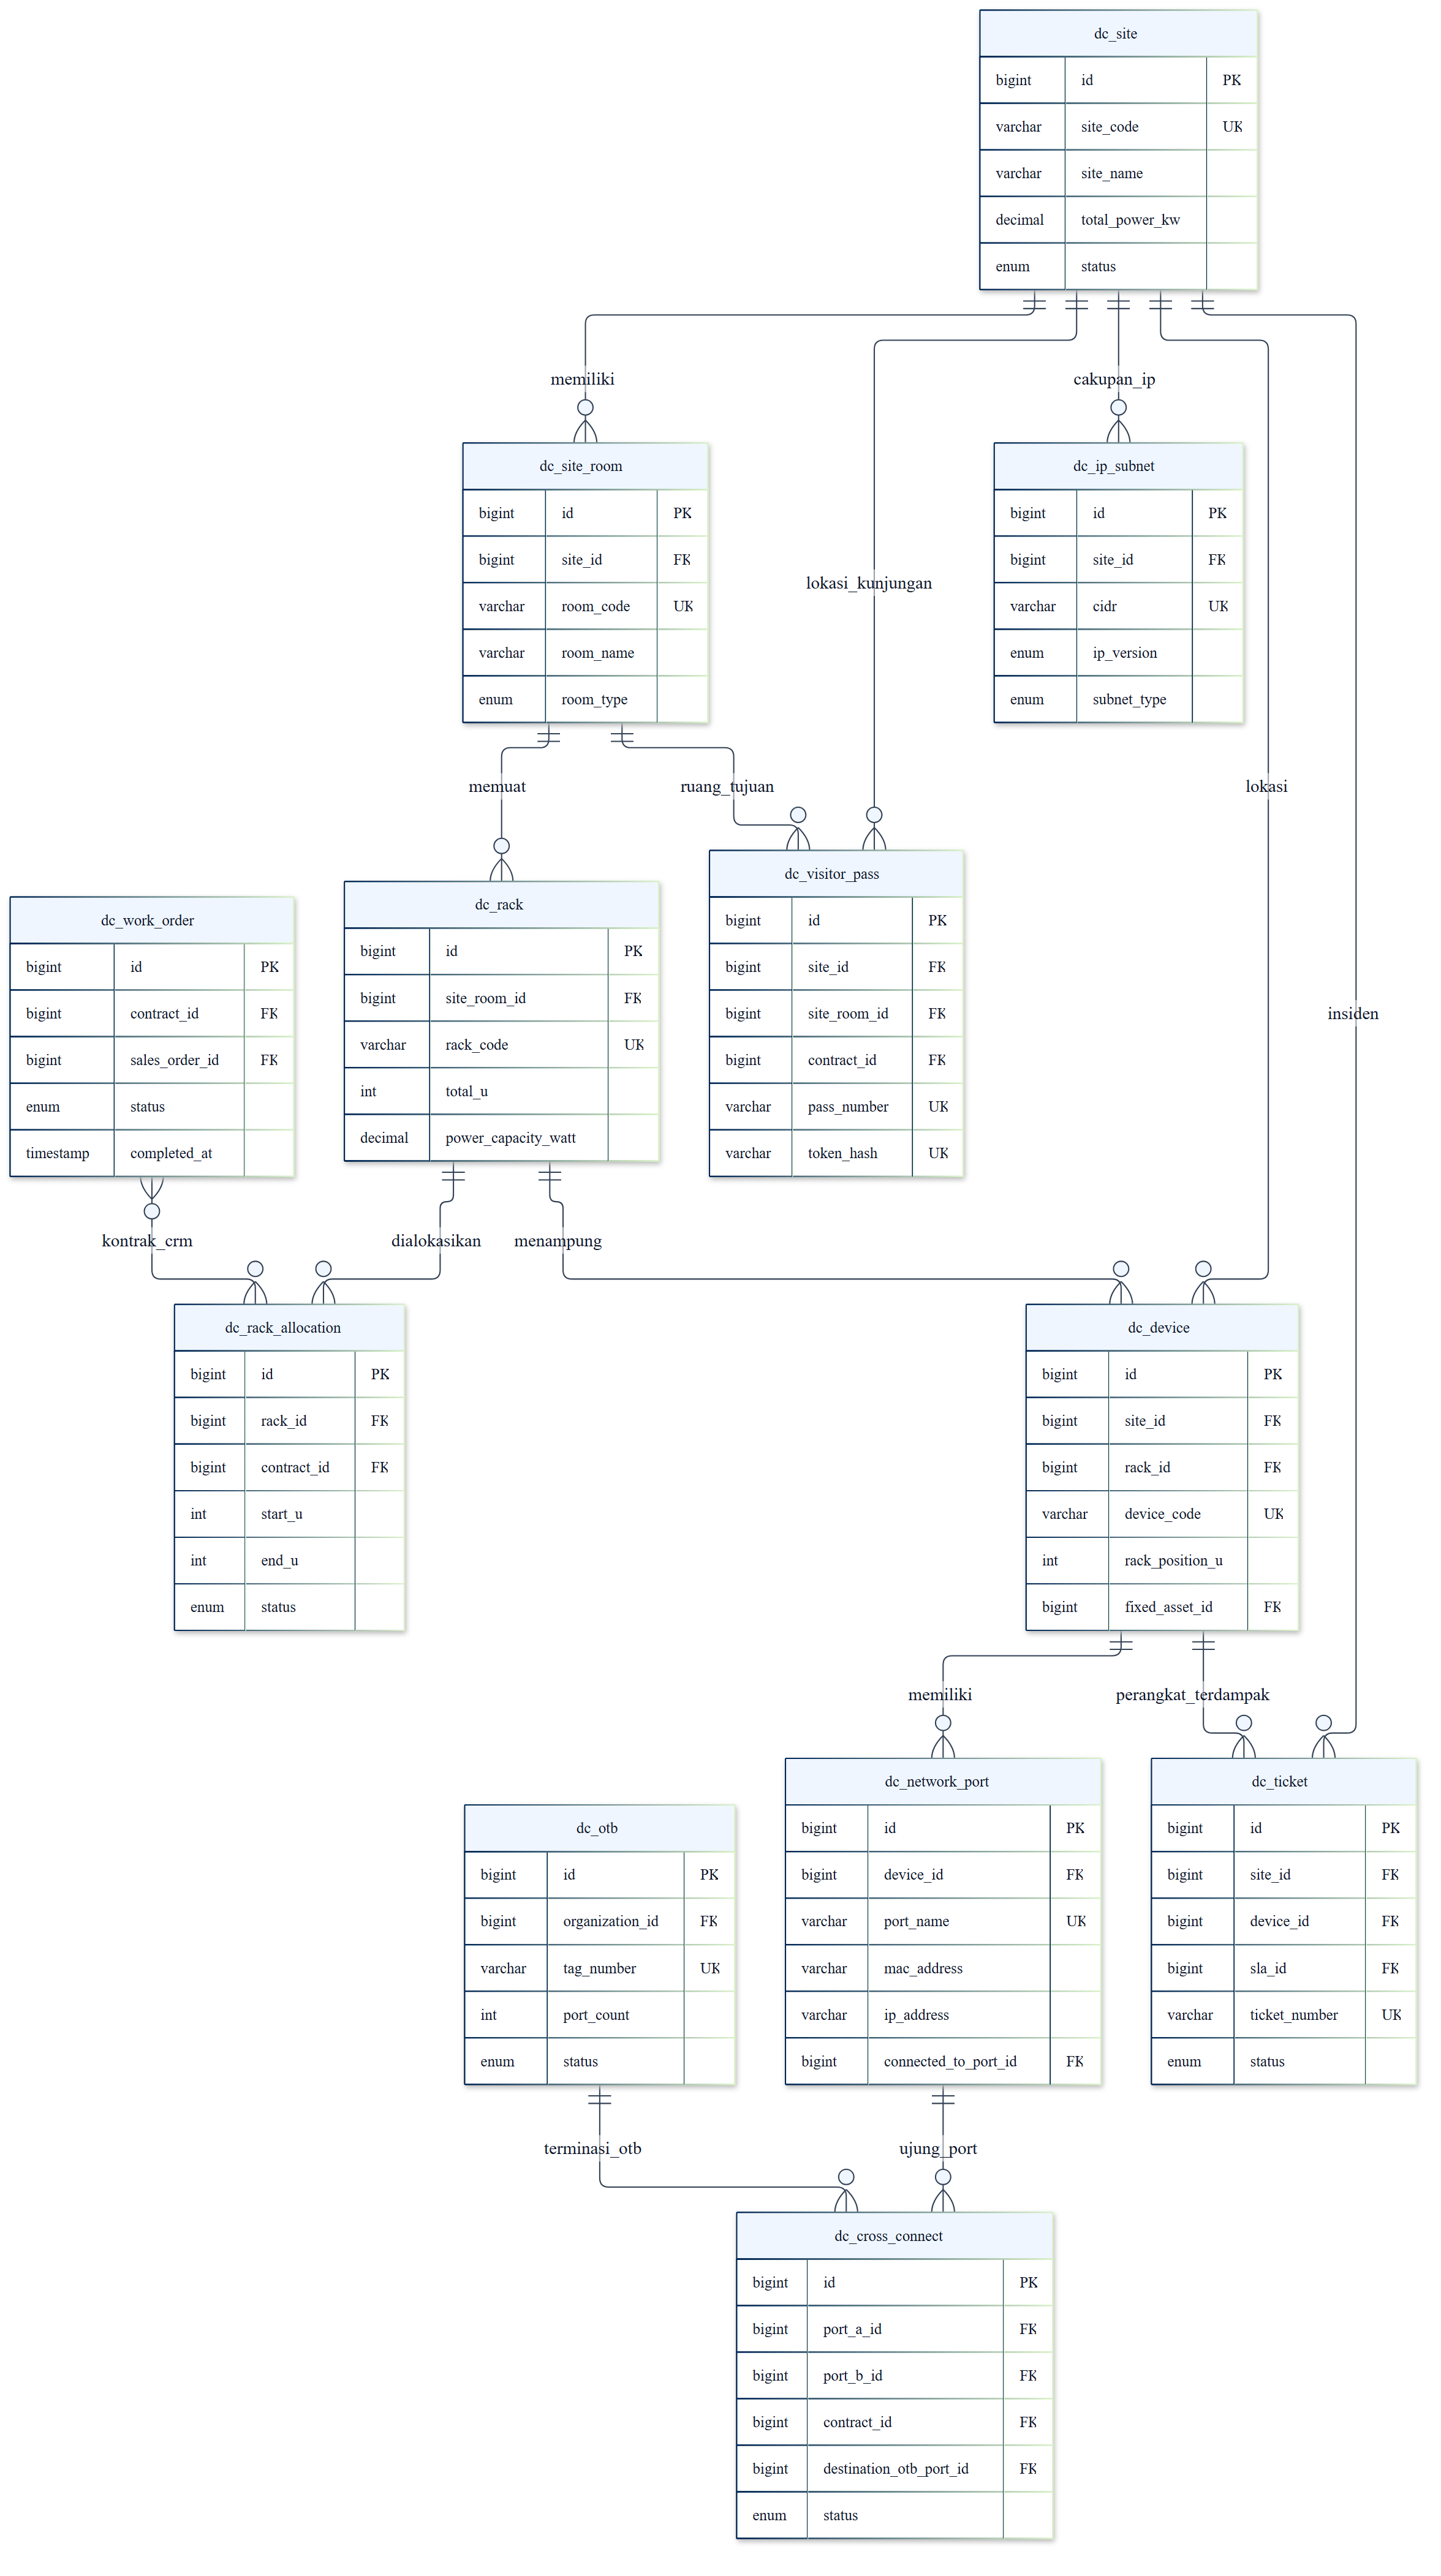 dc_site
bigint id PK
varchar site_code UK
varchar site_name
decimal total_power_kw
enum status
memiliki
cakupan_ip
dc_site_room
bigint id PK
bigint site_id FK
varchar room_code UK
varchar room_name
enum room_type
dc_ip_subnet
bigint id PK
bigint site_id FK
varchar cidr UK
enum ip_version
enum subnet_type
lokasi_kunjungan
memuat
ruang_tujuan
lokasi
dc_visitor_pass
bigint id PK
bigint site_id FK
bigint site_room_id FK
bigint contract_id FK
varchar pass_number UK
varchar token_hash UK
dc_rack
bigint id PK
bigint site_room_id FK
varchar rack_code UK
int total_u
decimal power_capacity_watt
dc_work_order
bigint id PK
bigint contract_id FK
bigint sales_order_id FK
enum status
timestamp completed_at
insiden
kontrak_crm
dialokasikan
menampung
dc_rack_allocation
bigint id PK
bigint rack_id FK
bigint contract_id FK
int start_u
int end_u
enum status
dc_device
bigint id PK
bigint site_id FK
bigint rack_id FK
varchar device_code UK
int rack_position_u
bigint fixed_asset_id FK
memiliki
perangkat_terdampak
dc_network_port
bigint id PK
bigint device_id FK
varchar port_name UK
varchar mac_address
varchar ip_address
bigint connected_to_port_id FK
dc_ticket
bigint id PK
bigint site_id FK
bigint device_id FK
bigint sla_id FK
varchar ticket_number UK
enum status
dc_otb
bigint id PK
bigint organization_id FK
varchar tag_number UK
int port_count
enum status
terminasi_otb
ujung_port
dc_cross_connect
bigint id PK
bigint port_a_id FK
bigint port_b_id FK
bigint contract_id FK
bigint destination_otb_port_id FK
enum status